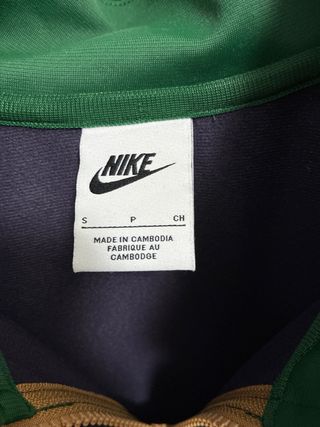 NIKE
S P CH
MADE IN CAMBODIA
FABRIQUE AU
CAMBODGE